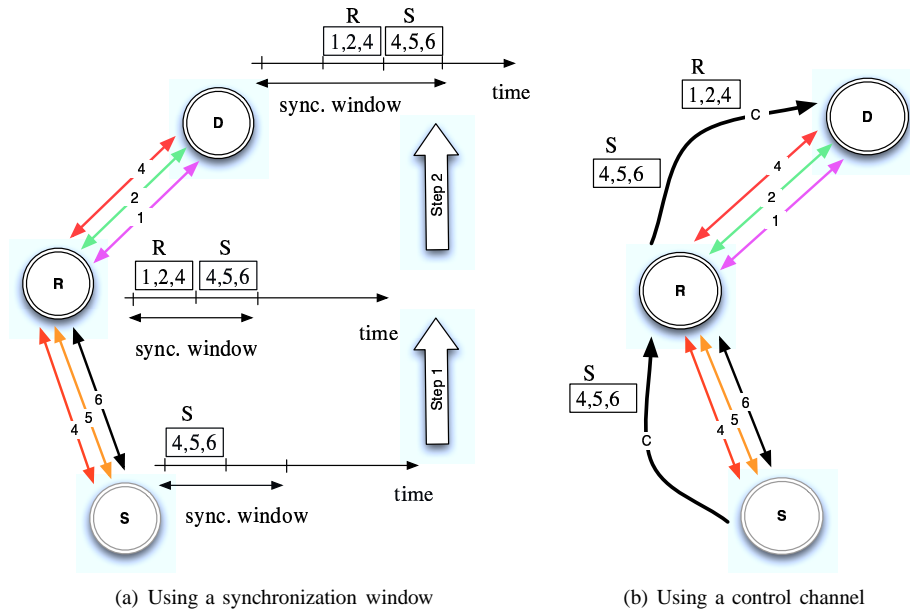 R S
1,2,4 4,5,6
time
sync. window
D
4
2
1
Step 2
R
R S
1,2,4 4,5,6
time
sync. window
Step 1
4
5
6
S
4,5,6
time
sync. window
S
(a) Using a synchronization window
R
1,2,4
C
D
S
4,5,6
4
2
1
R
S
4,5,6
C
4
5
6
S
(b) Using a control channel